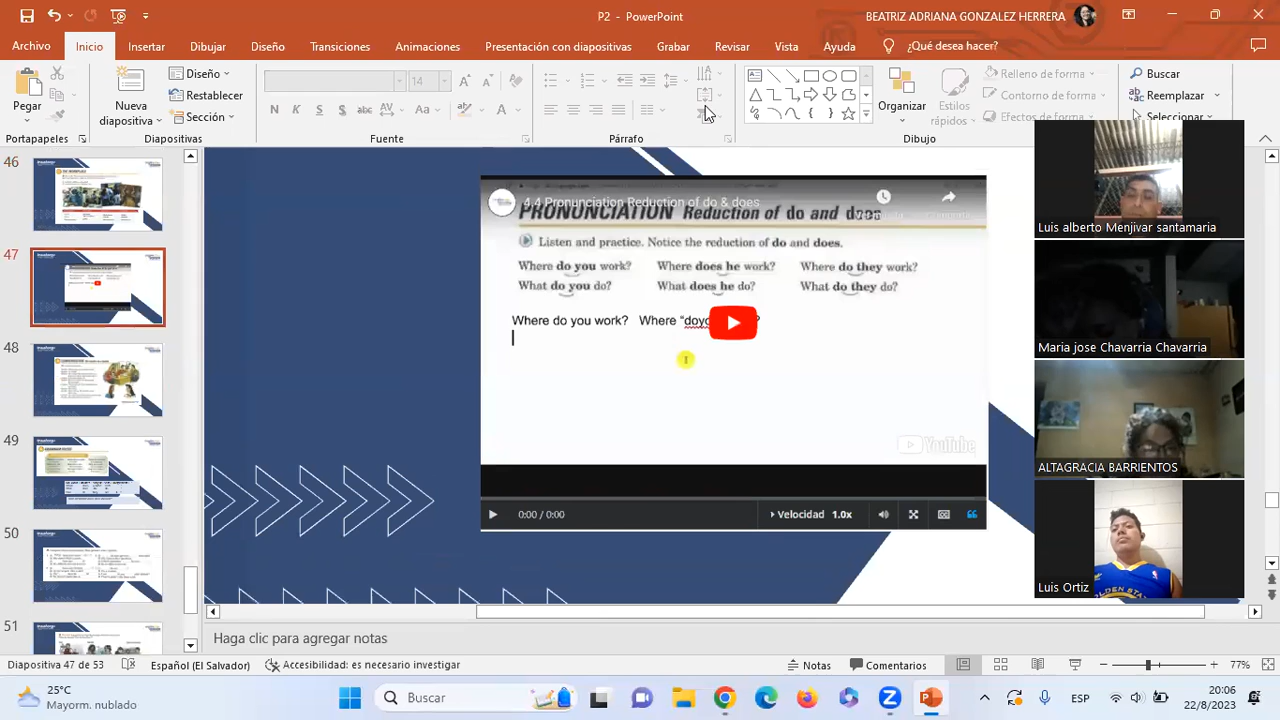 P2 - PowerPoint
BEATRIZ ADRIANA GONZALEZ HERRERA
Archivo Inicio Insertar Dibujar Diseño Transiciones Animaciones Presentación con diapositivas Grabar Revisar Vista Ayuda ¿Qué desea hacer?
Pegar
Nueva diapositiva
Diseño
Restablecer
Sección
N K S abc AV Aa A
14
Organizar
Estilos rápidos
Relleno de forma
Contorno de forma
Efectos de forma
Buscar
Reemplazar
Seleccionar
Portapapeles Diapositivas Fuente Párrafo Dibujo
46
47
48
49
50
51
4.4 Pronunciation Reduction of do & does
PRONUNCIATION Reduction of do and does
Listen and practice. Notice the reduction of do and does.
Where do you work? Where does he work? Where do they work?
What do you do? What does he do? What do they do?
Where do you work? Where
YouTube
0:00 / 0:00
Velocidad 1.0x
Luis alberto Menjivar santamaria
Maria jose Chavarria Chavarria
ALTAGRACIA BARRIENTOS
Luis Ortiz
Haga clic para agregar notas
Diapositiva 47 de 53 Español (El Salvador) Accesibilidad: es necesario investigar Notas Comentarios 77%
25°C
Mayorm. nublado
Buscar
ESP
20:06
22/8/2023